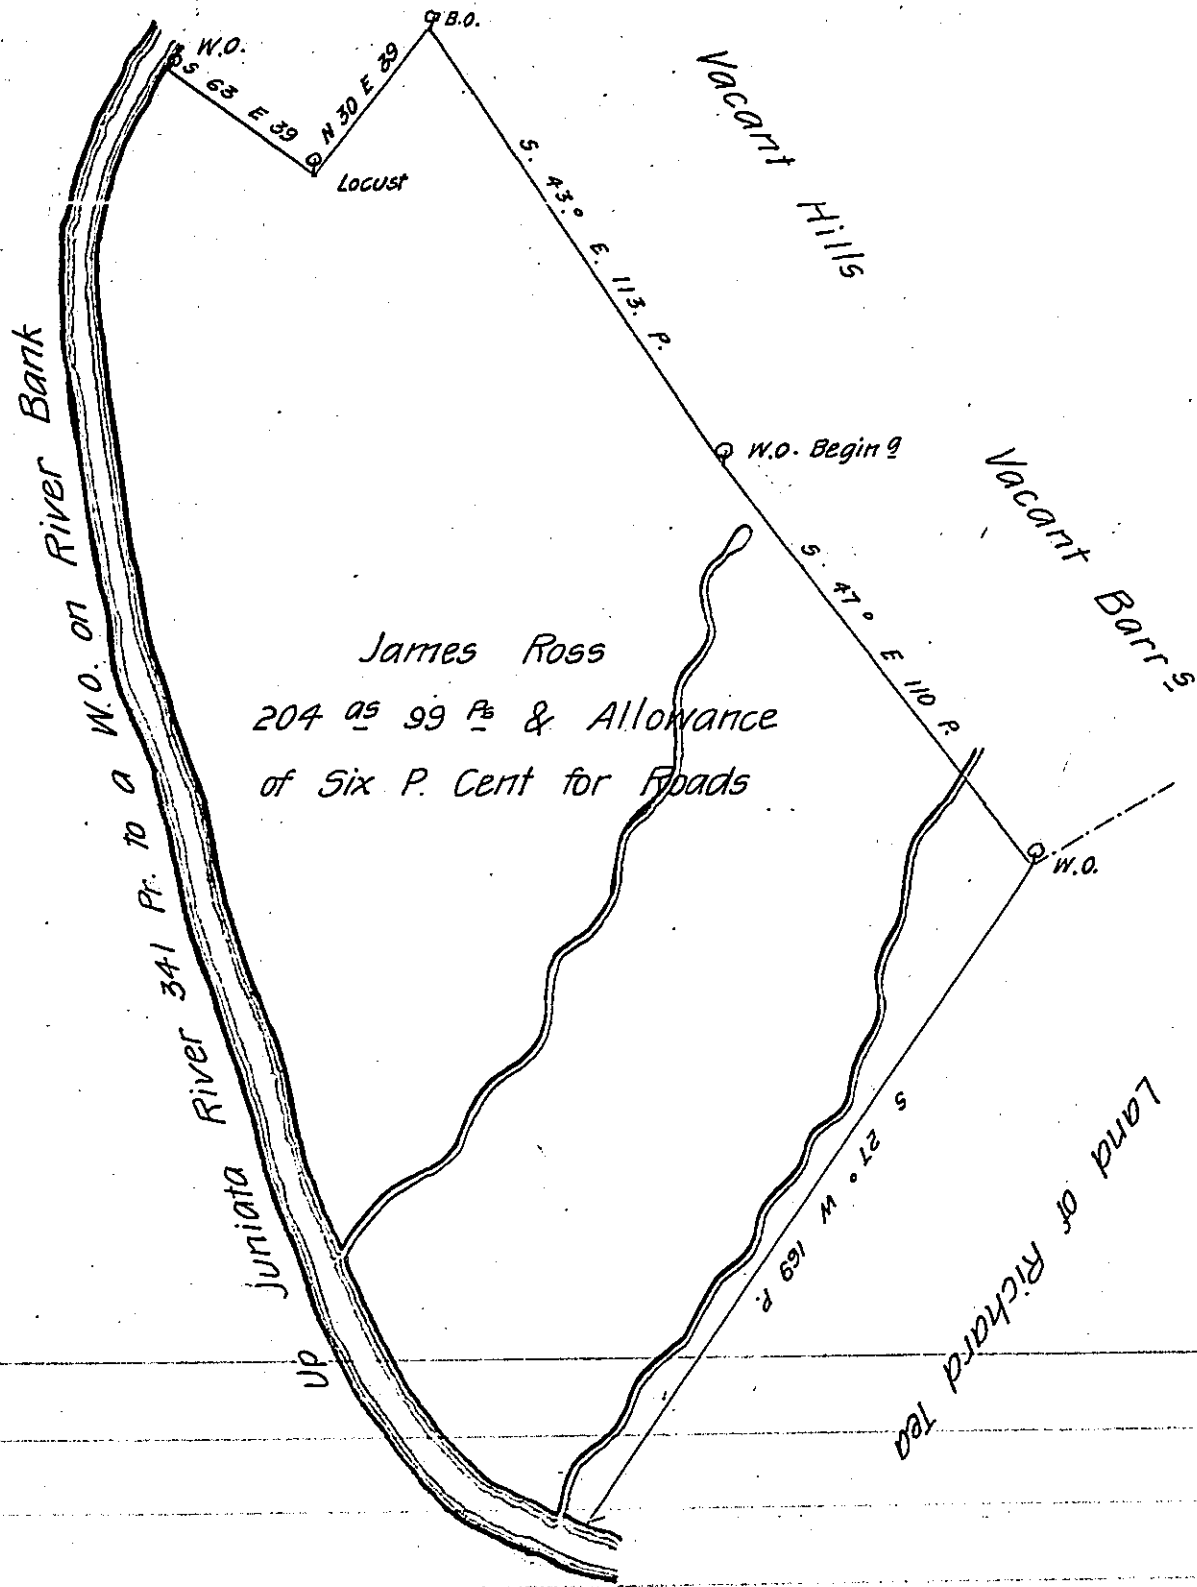 B.O.
W.O.
S 63 E 39
N 30 E 39
Locust
Vacant Hills
S. 43.° E. 113. P.
W.O. Begin g
Vacant Barrs
S. 47° E 110 P.
W.O.
James Ross
204 as 99 Ps & Allowance
of Six P. Cent for Roads
S 27° W 169 P.
Land of Richard Tea
Up Juniata River 341 Pr. to a W.O. on River Bank